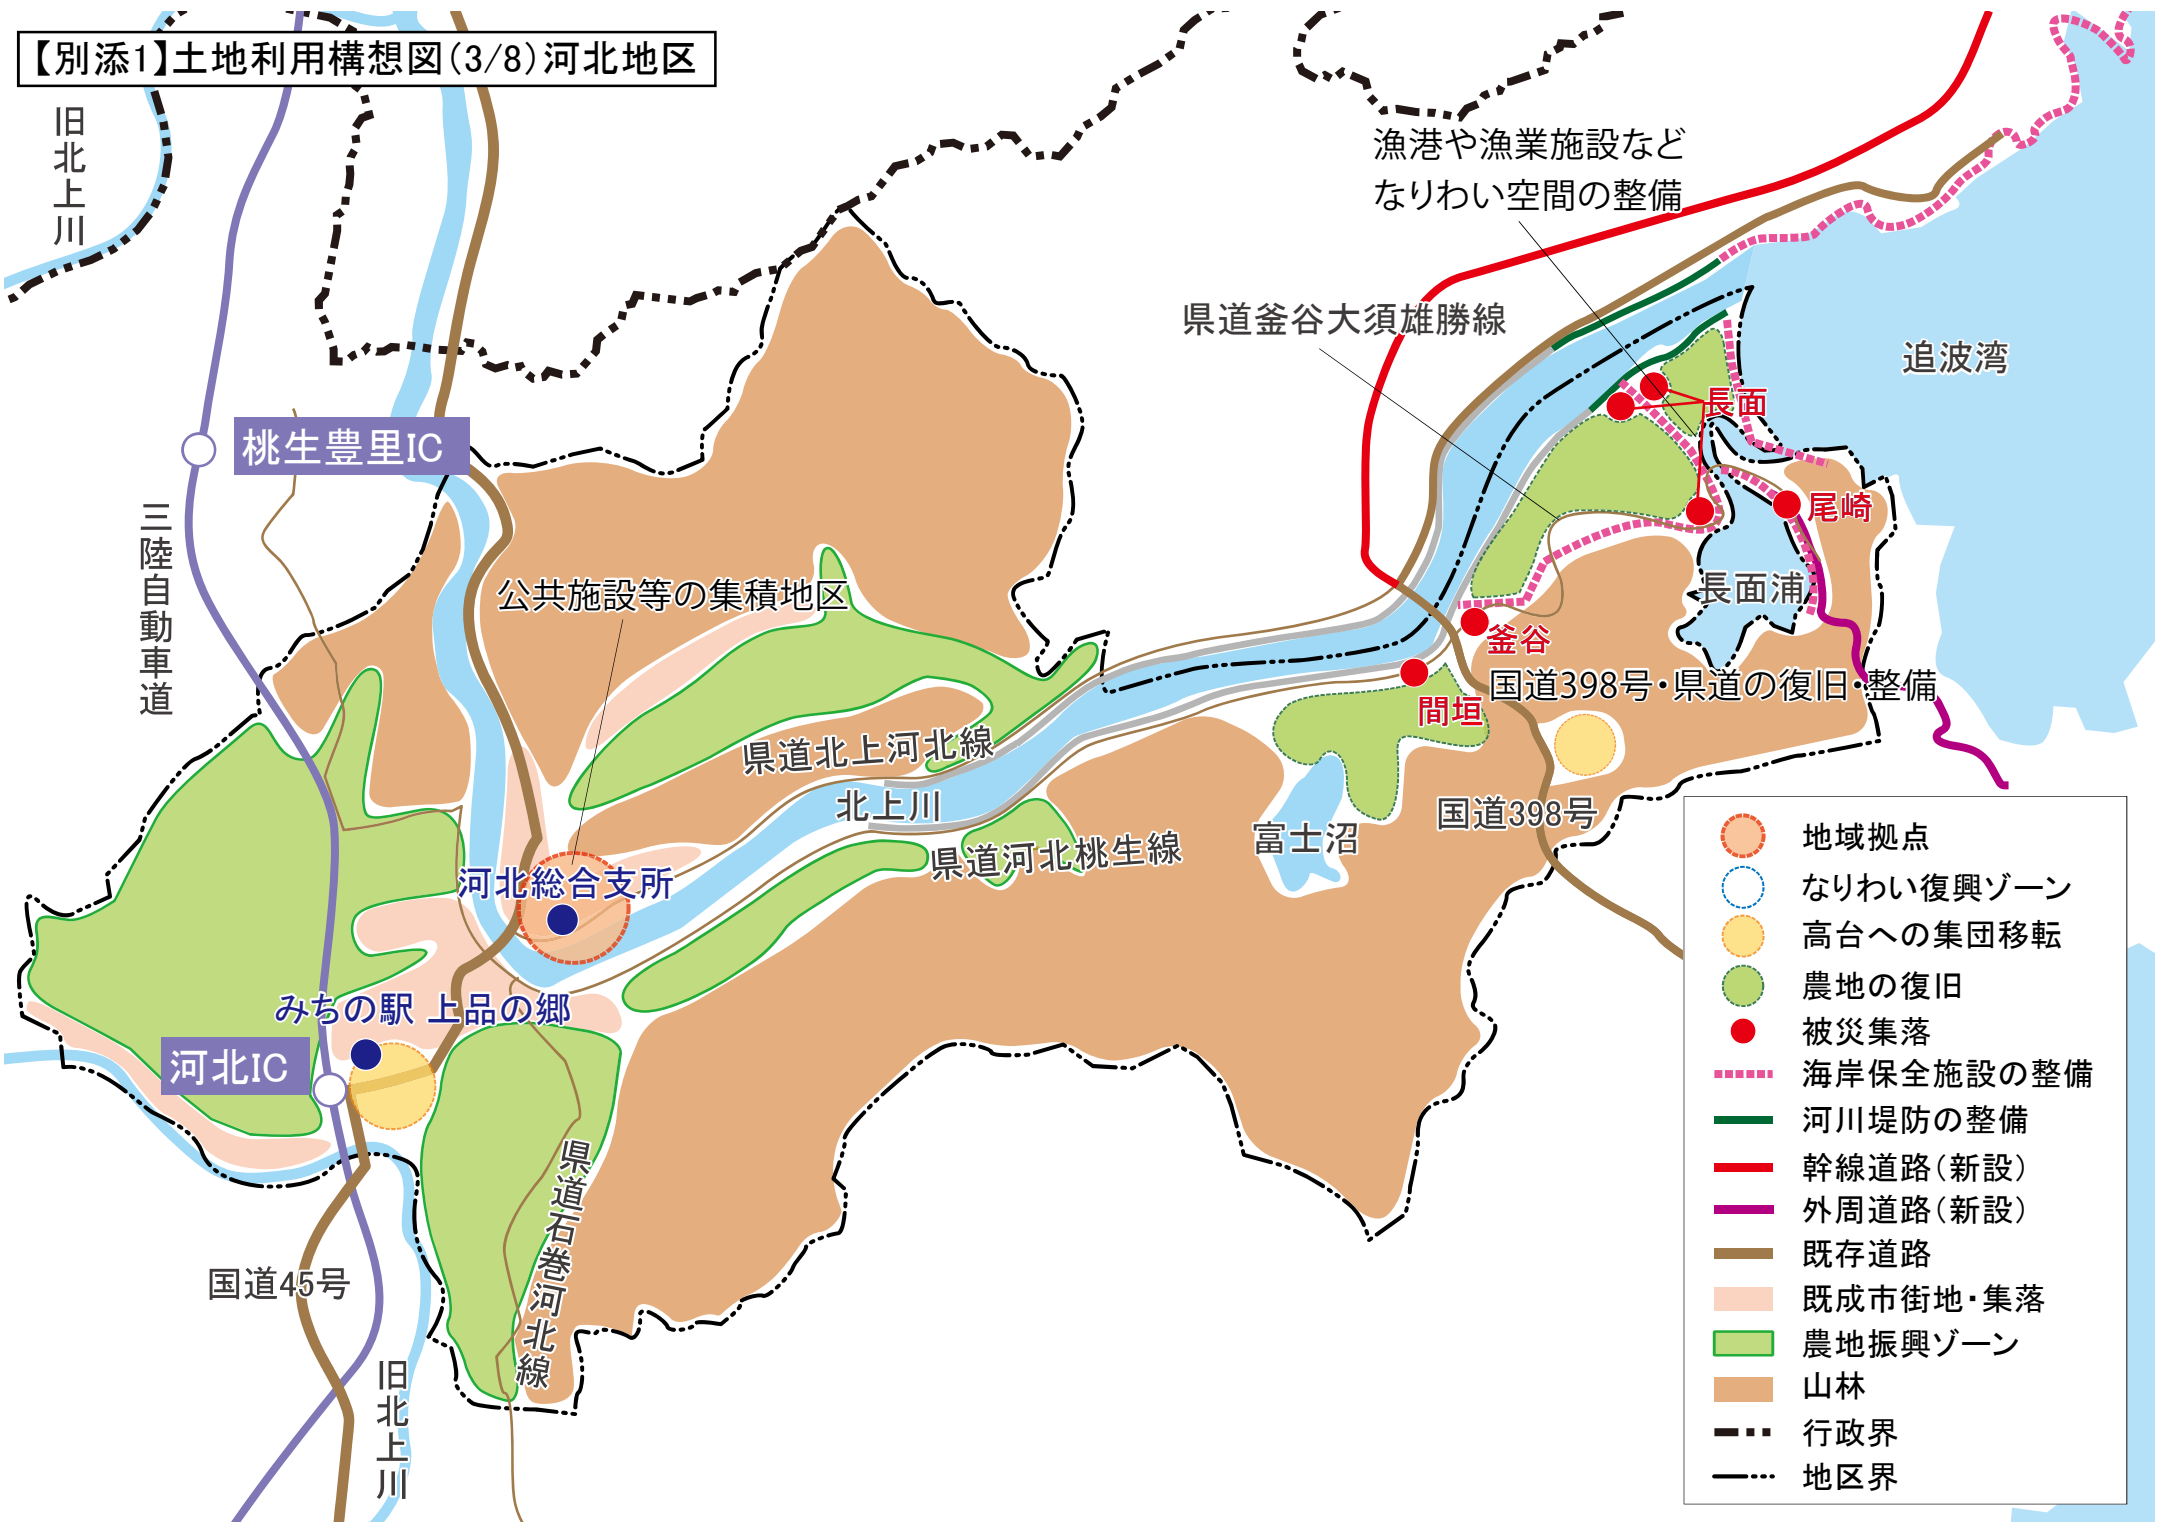 【別添1】土地利用構想図(3/8)河北地区
旧北上川
漁港や漁業施設など
なりわい空間の整備
県道釜谷大須雄勝線
追波湾
長面
桃生豊里IC
尾崎
三陸自動車道
公共施設等の集積地区
長面浦
釜谷
国道398号・県道の復旧・整備
間垣
県道北上河北線
北上川
国道398号
富士沼
県道河北桃生線
河北総合支所
みちの駅 上品の郷
河北IC
県道石巻河北線
国道45号
旧北上川
地域拠点
なりわい復興ゾーン
高台への集団移転
農地の復旧
被災集落
海岸保全施設の整備
河川堤防の整備
幹線道路(新設)
外周道路(新設)
既存道路
既成市街地・集落
農地振興ゾーン
山林
行政界
地区界